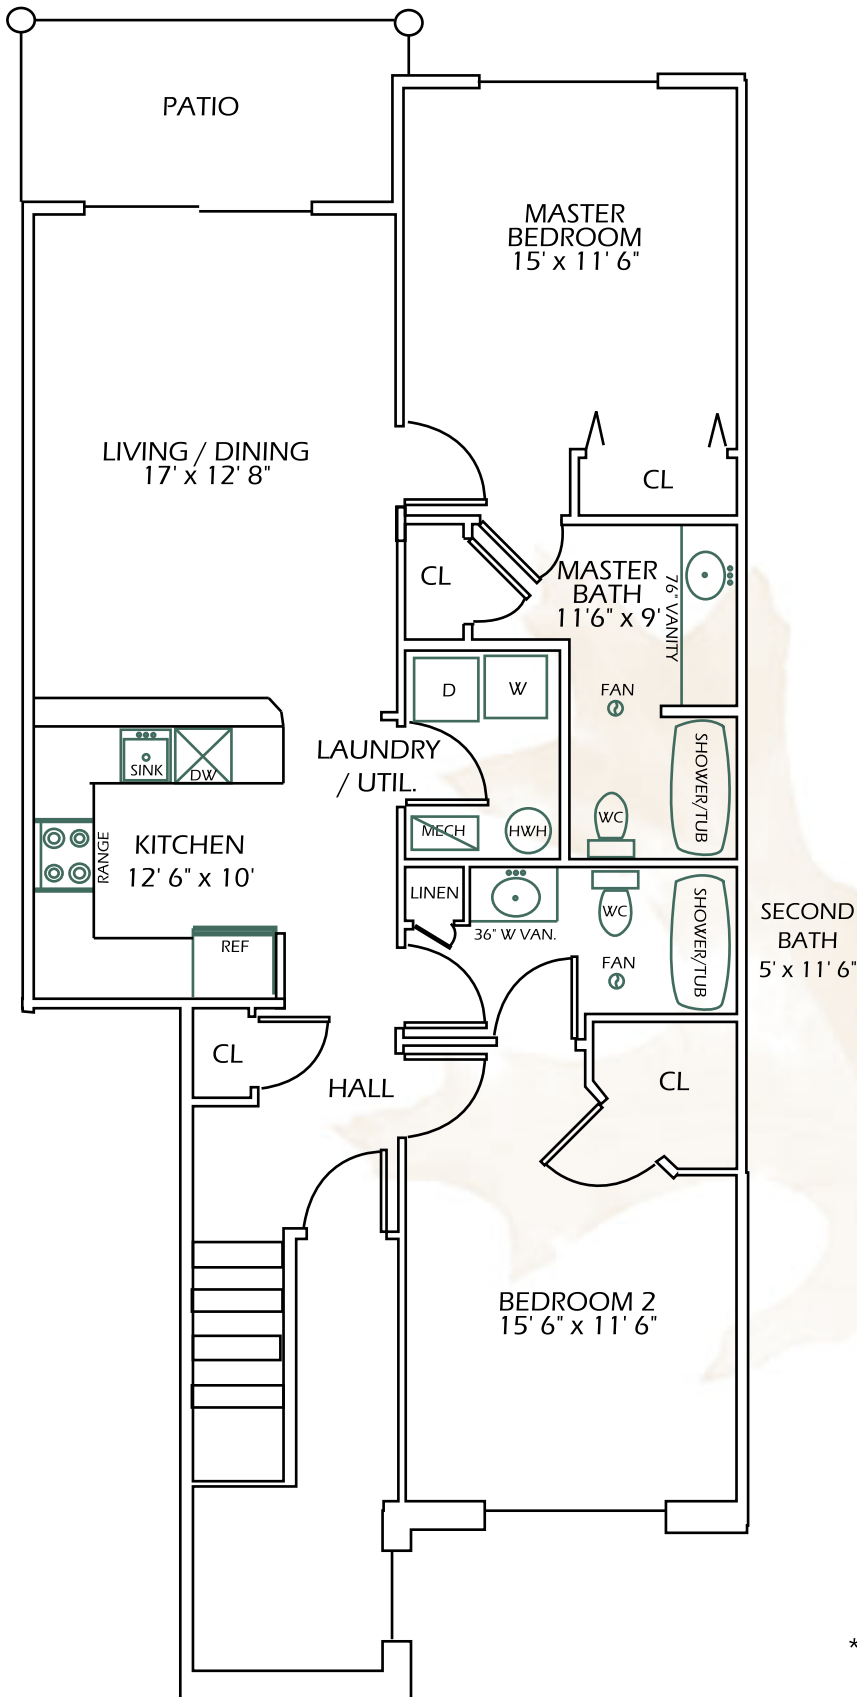 PATIO
MASTER
BEDROOM
15' x 11' 6"
LIVING / DINING
17' x 12' 8"
CL
CL
MASTER
BATH
11'6" x 9'
76" VANITY
D
W
FAN
LAUNDRY
/ UTIL.
SINK
DW
SHOWER/TUB
WC
MECH
HWH
RANGE
KITCHEN
12' 6" x 10'
LINEN
36" W VAN.
WC
SHOWER/TUB
SECOND
BATH
5' x 11' 6"
REF
FAN
CL
HALL
CL
BEDROOM 2
15' 6" x 11' 6"
*